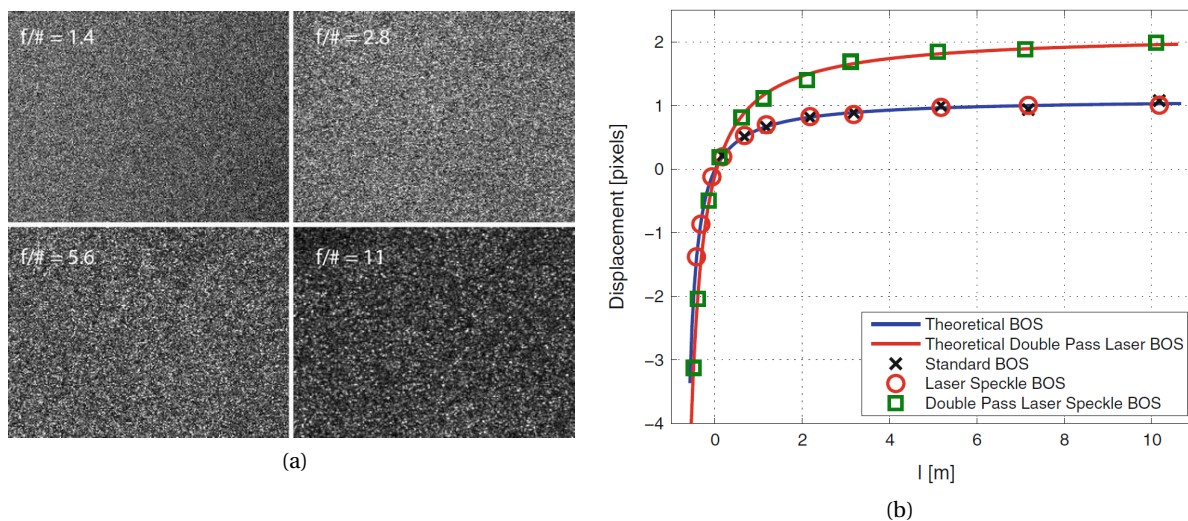 f/# = 1.4
f/# = 2.8
f/# = 5.6
f/# = 11
(a)
Displacement [pixels]
2
1
0
−1
−2
−3
−4
0
2
4
6
8
10
l [m]
Theoretical BOS
Theoretical Double Pass Laser BOS
Standard BOS
Laser Speckle BOS
Double Pass Laser Speckle BOS
(b)